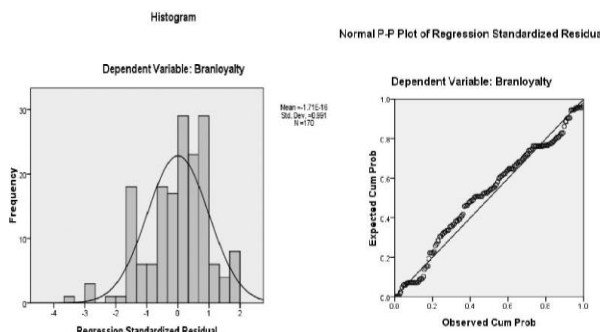 Histogram
Dependent Variable: Branloyalty
Mean =-1.71E-16
Std. Dev. =0.991
N =170
Frequency
30
20
10
0
-4
-3
-2
-1
0
1
2
Regression Standardized Residual
Normal P-P Plot of Regression Standardized Residua
Dependent Variable: Branloyalty
Expected Cum Prob
1.0
0.8
0.6
0.4
0.2
0.0
0.0
0.2
0.4
0.6
0.8
1.0
Observed Cum Prob